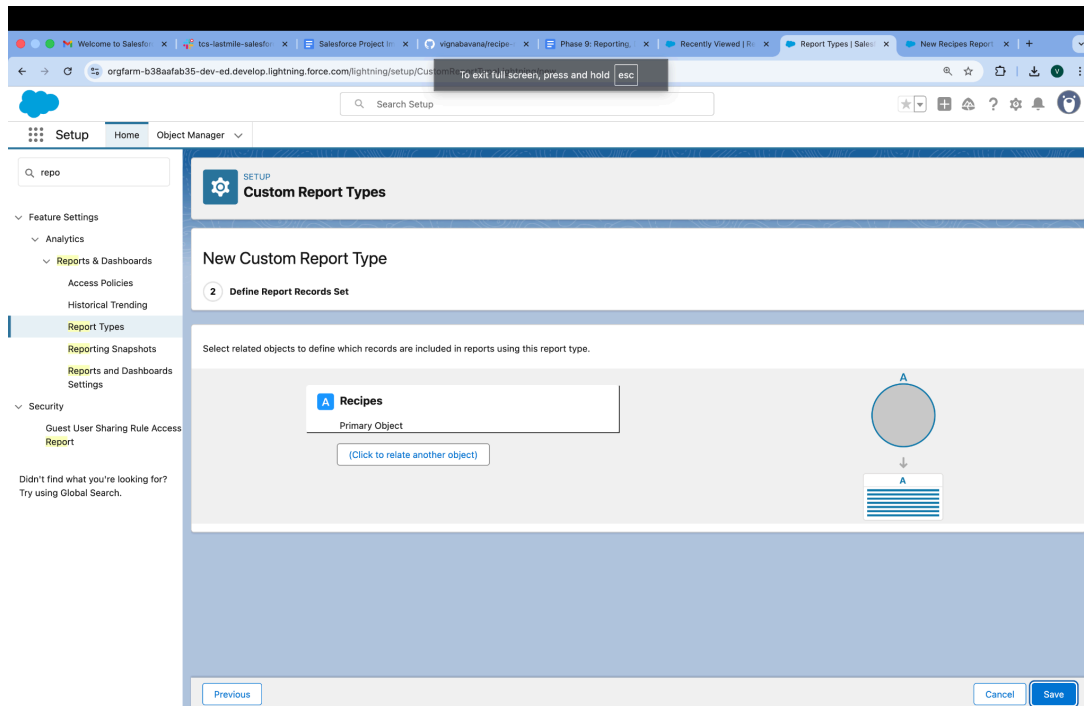 Welcome to Salesfor
tcs-lastmile-salesfor
Salesforce Project Im
vignabavana/recipe-
Phase 9: Reporting,
Recently Viewed | Re
Report Types | Sales
New Recipes Report
orgfarm-b38aafab35-dev-ed.develop.lightning.force.com/lightning/setup/CustomReportTypesLightning/new
To exit full screen, press and hold esc
V
Search Setup
Setup
Home
Object Manager
repo
SETUP
Custom Report Types
Feature Settings
Analytics
Reports & Dashboards
Access Policies
Historical Trending
Report Types
Reporting Snapshots
Reports and Dashboards
Settings
Security
Guest User Sharing Rule Access
Report
Didn't find what you're looking for?
Try using Global Search.
New Custom Report Type
2 Define Report Records Set
Select related objects to define which records are included in reports using this report type.
A Recipes
Primary Object
(Click to relate another object)
A
A
Previous
Cancel
Save